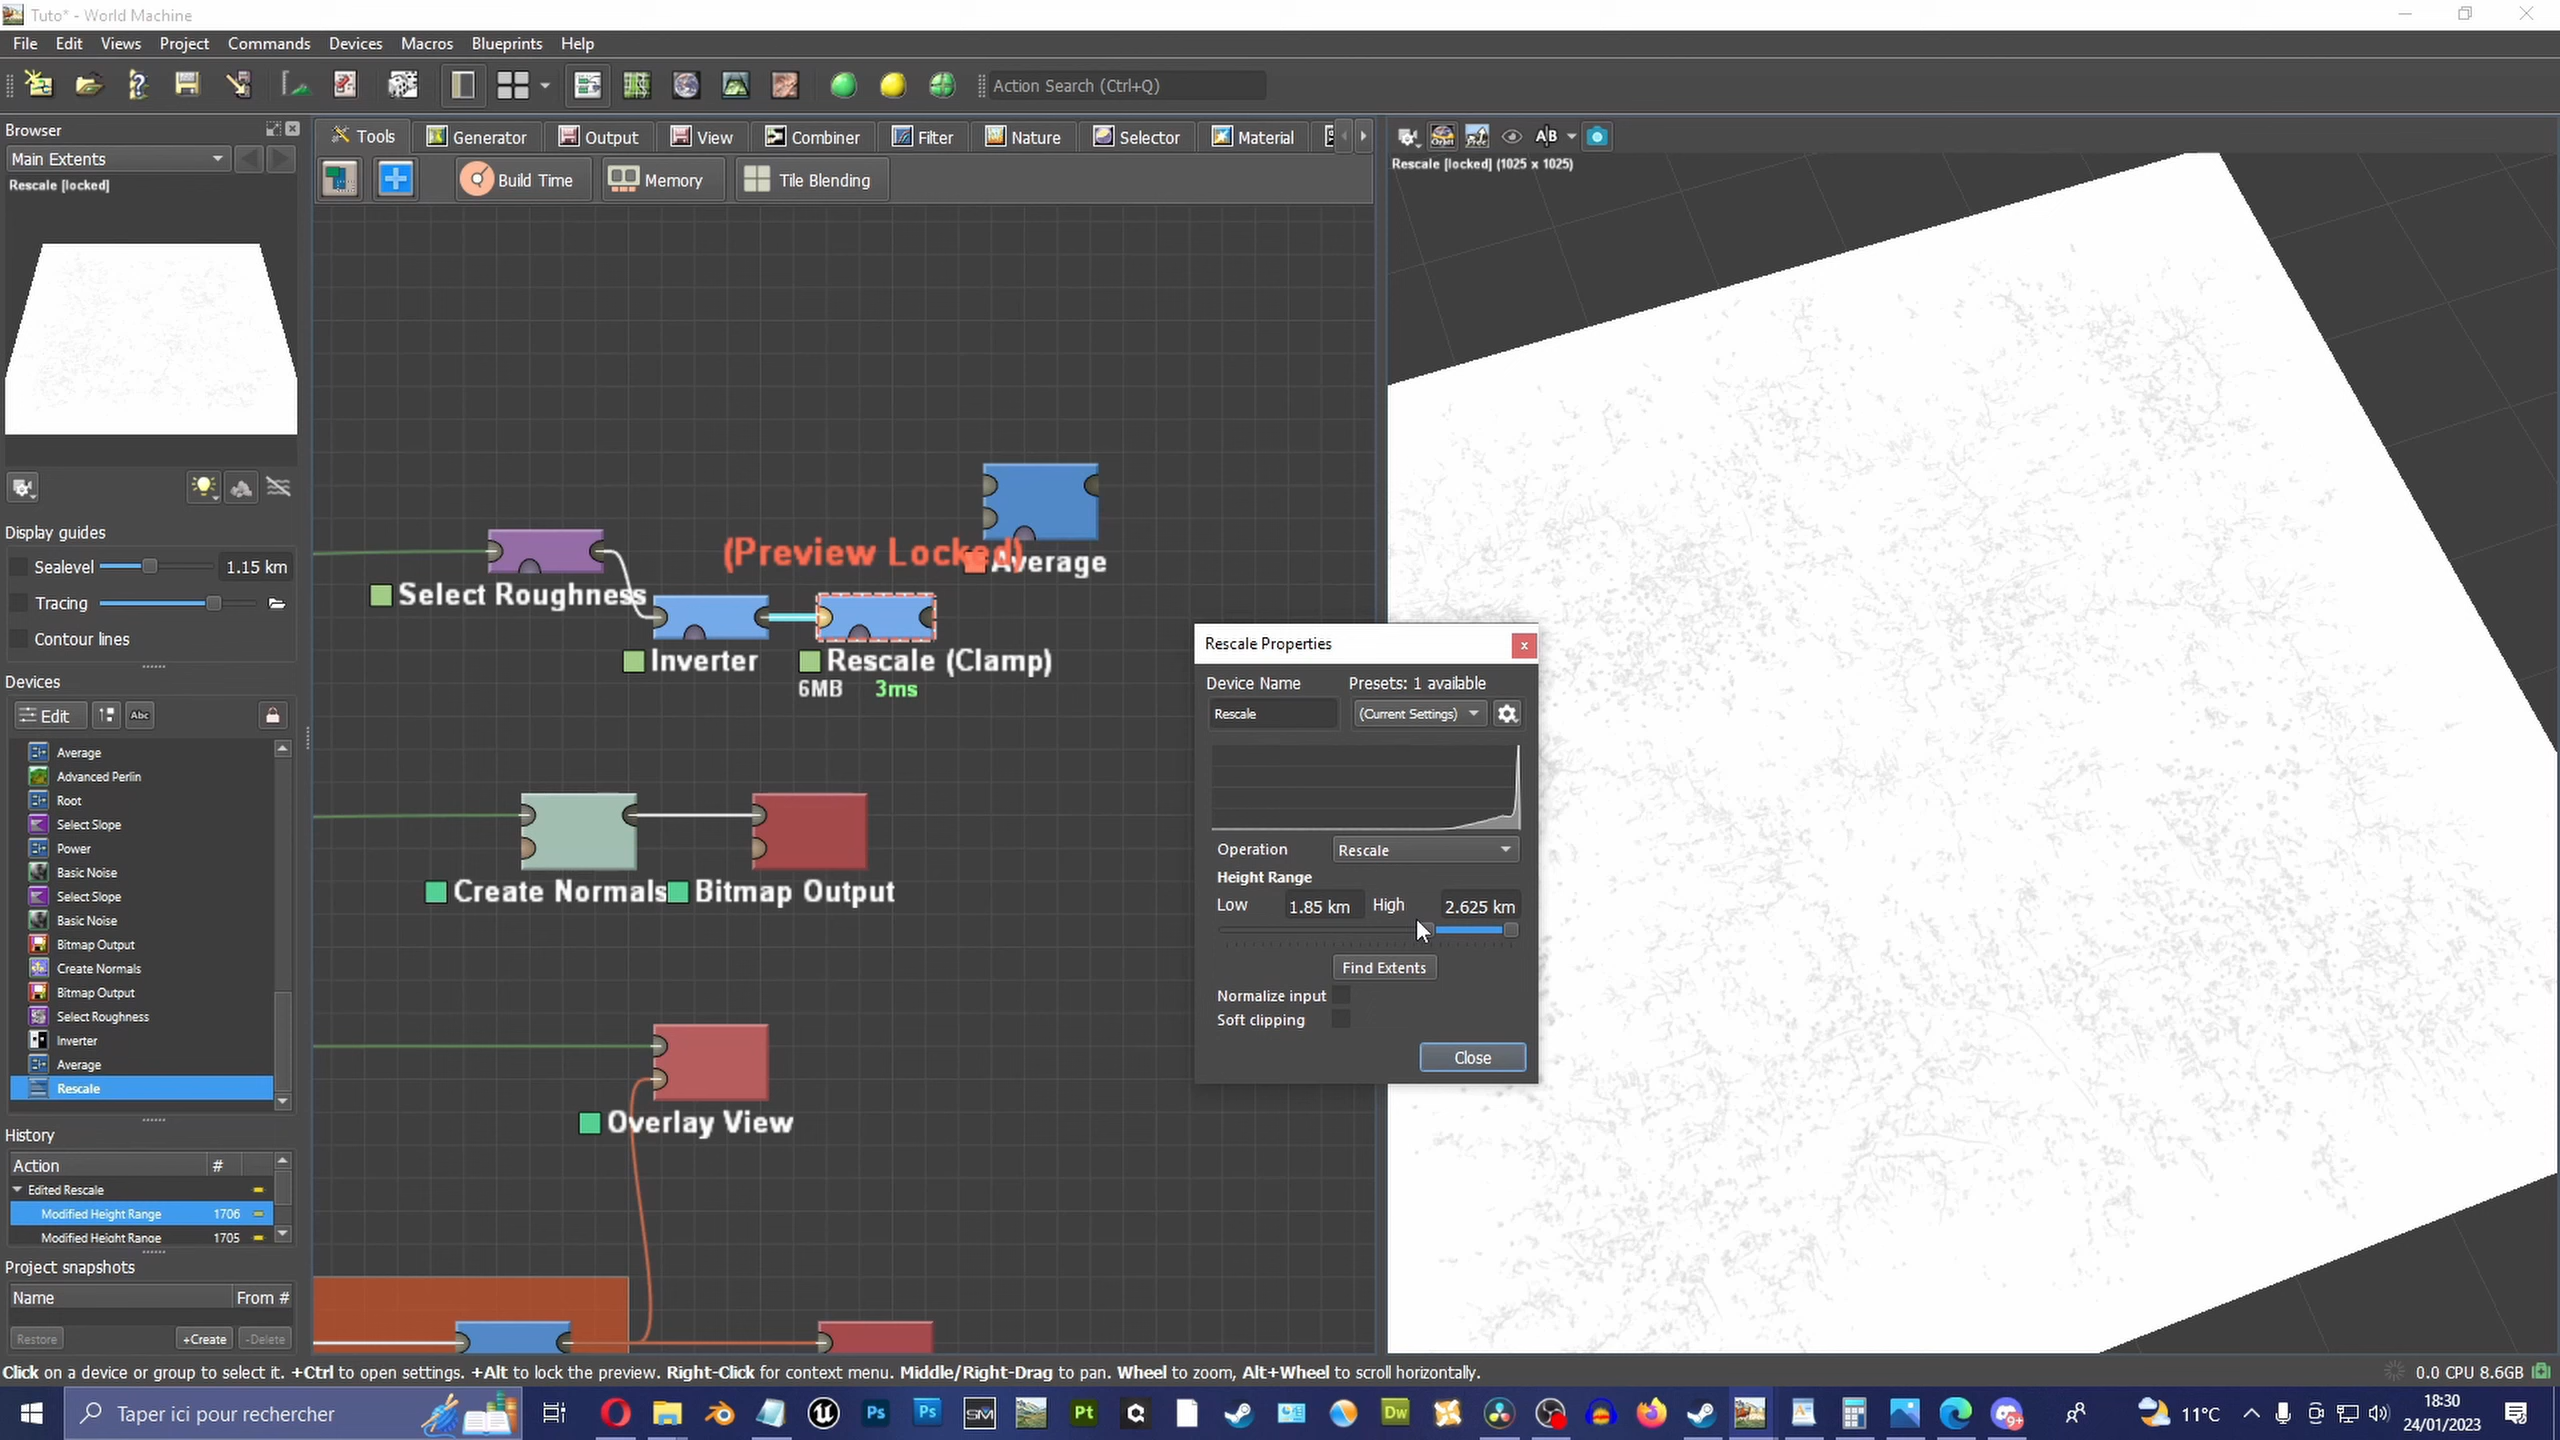 Tuto* - World Machine
File Edit Views Project Commands Devices Macros Blueprints Help
Action Search (Ctrl+Q)
Browser
Main Extents
Rescale [locked]
Display guides
Sealevel 1.15 km
Tracing
Contour lines
Devices
Edit
Abc
Average
Advanced Perlin
Root
Select Slope
Power
Basic Noise
Select Slope
Basic Noise
Bitmap Output
Create Normals
Bitmap Output
Select Roughness
Inverter
Average
Rescale
History
Action #
Edited Rescale
Modified Height Range 1706
Modified Height Range 1705
Project snapshots
Name From #
Restore +Create -Delete
Tools Generator Output View Combiner Filter Nature Selector Material
Build Time Memory Tile Blending
(Preview Locked)
Average
Select Roughness
Inverter
Rescale (Clamp)
6MB 3ms
Create Normals
Bitmap Output
Overlay View
A|B
Rescale [locked] (1025 x 1025)
Rescale Properties
Device Name Presets: 1 available
Rescale (Current Settings)
Operation Rescale
Height Range
Low 1.85 km High 2.625 km
Find Extents
Normalize input
Soft clipping
Close
Click on a device or group to select it. +Ctrl to open settings. +Alt to lock the preview. Right-Click for context menu. Middle/Right-Drag to pan. Wheel to zoom, Alt+Wheel to scroll horizontally.
0.0 CPU 8.6GB
Taper ici pour rechercher
Ps
Ps
SM
Pt
Dw
9+
11°C
18:30
24/01/2023